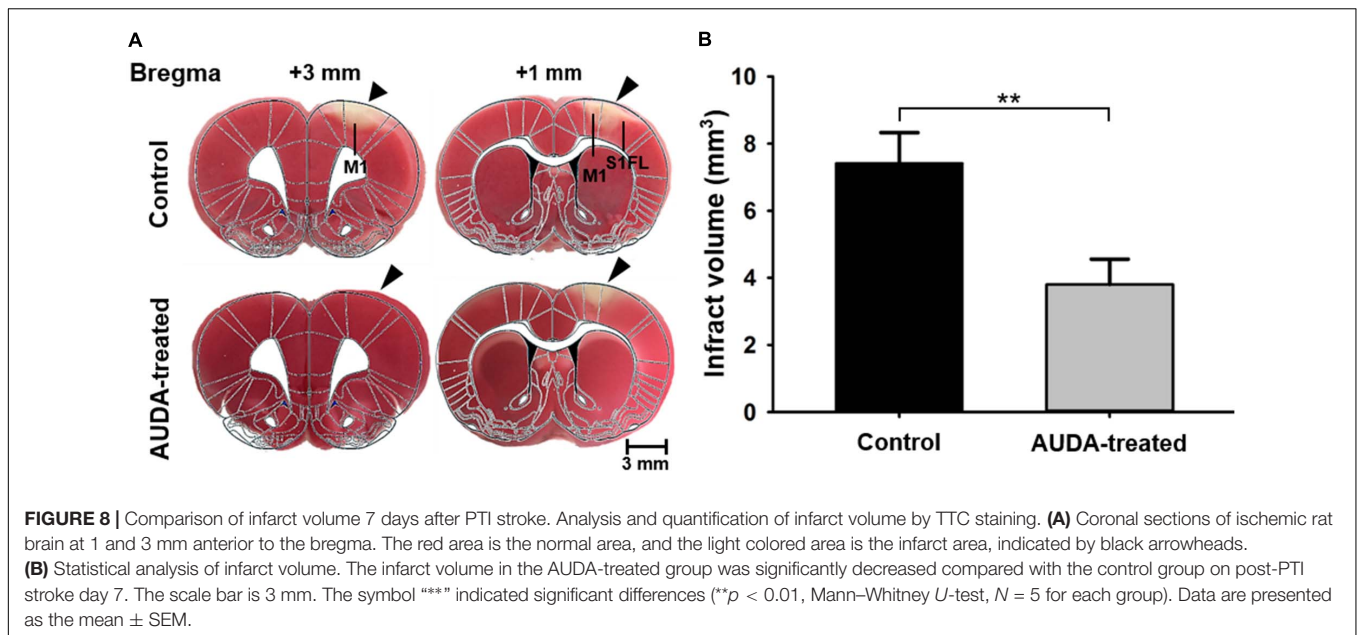 A
B
Bregma
+3 mm
+1 mm
Control
M1
M1
S1FL
AUDA-treated
3 mm
Infract volume (mm³)
10
8
6
4
2
0
**
Control
AUDA-treated
FIGURE 8 | Comparison of infarct volume 7 days after PTI stroke. Analysis and quantification of infarct volume by TTC staining. (A) Coronal sections of ischemic rat
brain at 1 and 3 mm anterior to the bregma. The red area is the normal area, and the light colored area is the infarct area, indicated by black arrowheads.
(B) Statistical analysis of infarct volume. The infarct volume in the AUDA-treated group was significantly decreased compared with the control group on post-PTI
stroke day 7. The scale bar is 3 mm. The symbol “**” indicated significant differences (**p < 0.01, Mann–Whitney U-test, N = 5 for each group). Data are presented
as the mean ± SEM.